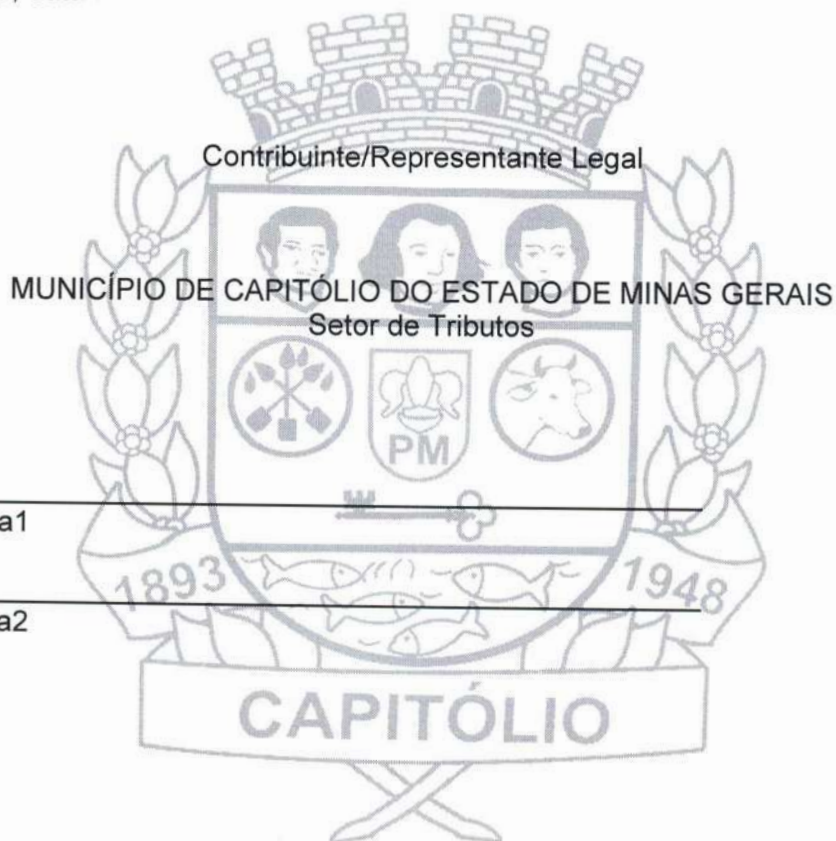 Contribuinte/Representante Legal
MUNICÍPIO DE CAPITÓLIO DO ESTADO DE MINAS GERAIS
Setor de Tributos
PM
a1
1893
1948
a2
CAPITÓLIO